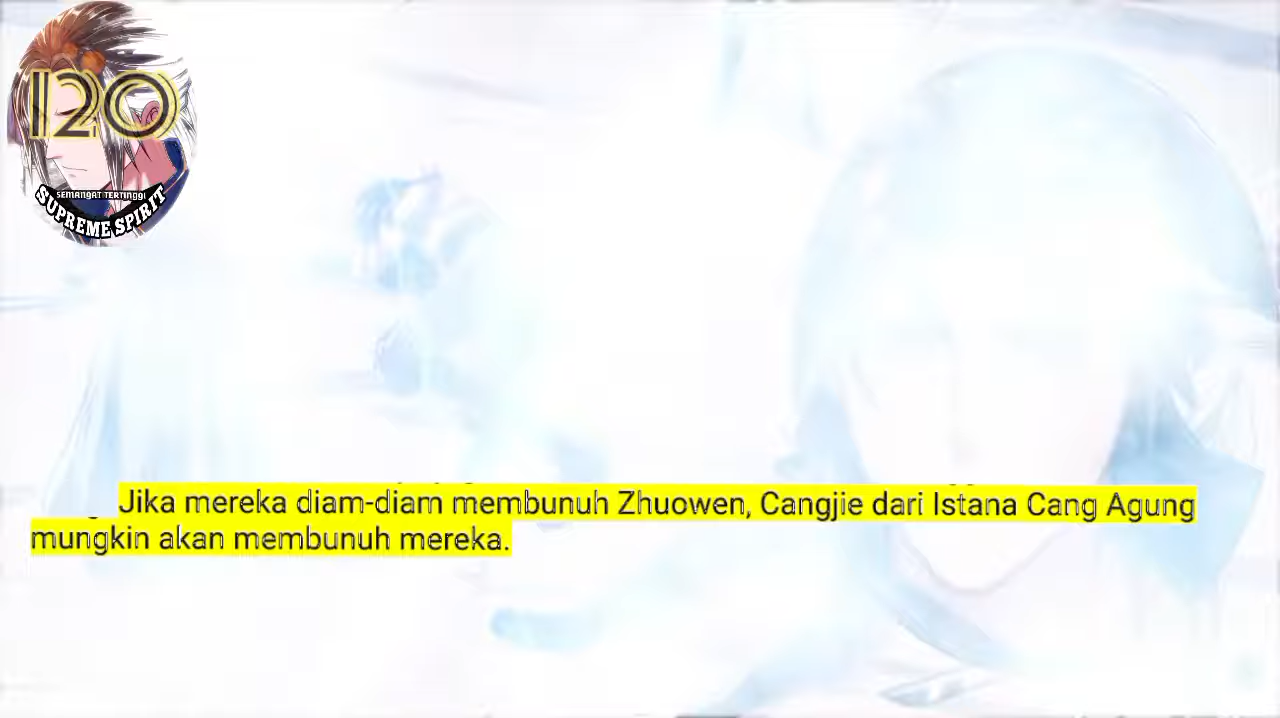 120
SEMANGAT TERTINGGI
SUPREME SPIRIT
Jika mereka diam-diam membunuh Zhuowen, Cangjie dari Istana Cang Agung
mungkin akan membunuh mereka.